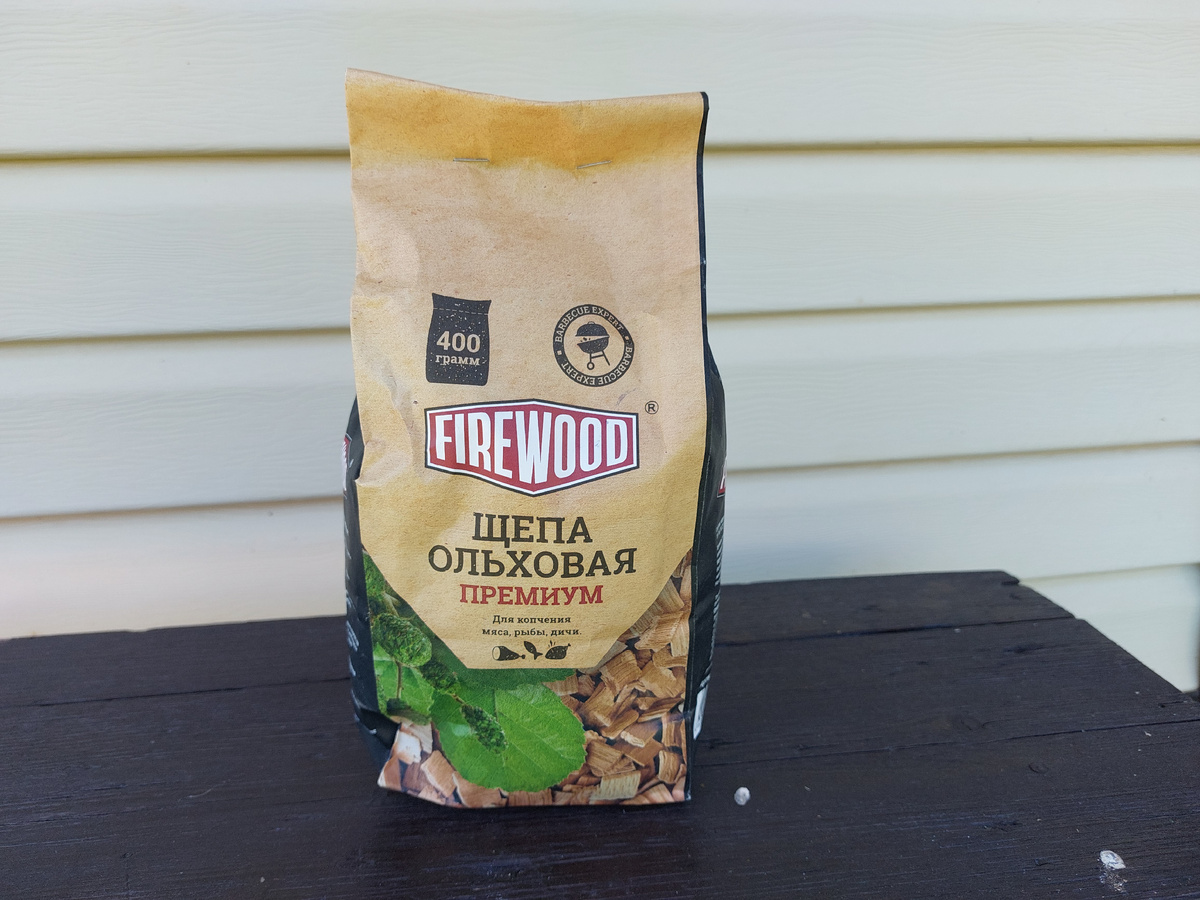 400
грамм
BARBECUE EXPERT • BARBECUE EXPERT •
FIREWOOD ®
ЩЕПА
ОЛЬХОВАЯ
ПРЕМИУМ
Для копчения
мяса, рыбы, дичи.